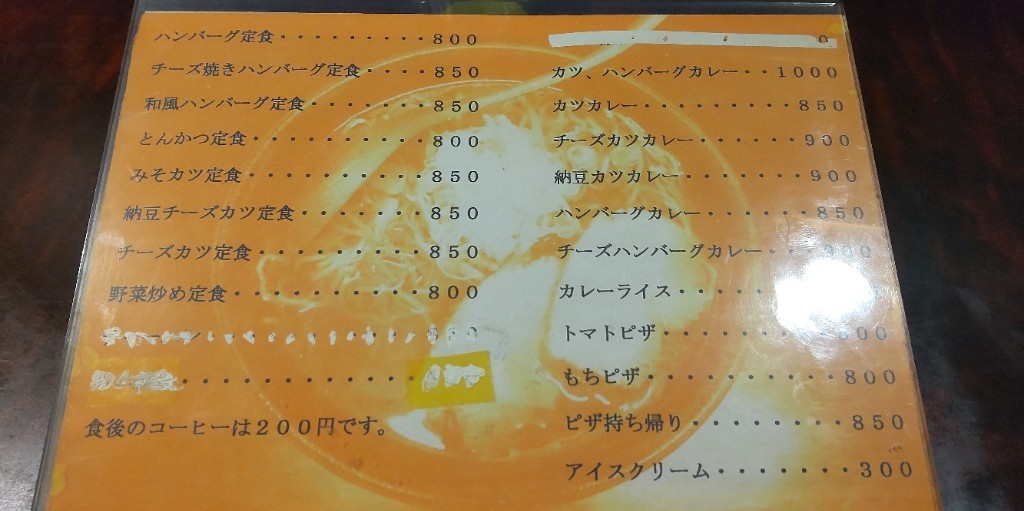 ハンバーグ定食・・・・・・・・・８００
チーズ焼きハンバーグ定食・・・・８５０
和風ハンバーグ定食・・・・・・・８５０
とんかつ定食・・・・・・・・・・８００
みそカツ定食・・・・・・・・・・８５０
納豆チーズカツ定食・・・・・・・８５０
チーズカツ定食・・・・・・・・・８５０
野菜炒め定食・・・・・・・・・・８００
食後のコーヒーは２００円です。
カツ、ハンバーグカレー・・１０００
カツカレー・・・・・・・・・８５０
チーズカツカレー・・・・・・９００
納豆カツカレー・・・・・・・９００
ハンバーグカレー・・・・・・８５０
チーズハンバーグカレー・・
カレーライス・・・・
トマトピザ・・・・・・・・・
もちピザ・・・・・・・・・・８００
ピザ持ち帰り・・・・・・・・８５０
アイスクリーム・・・・・・・３００